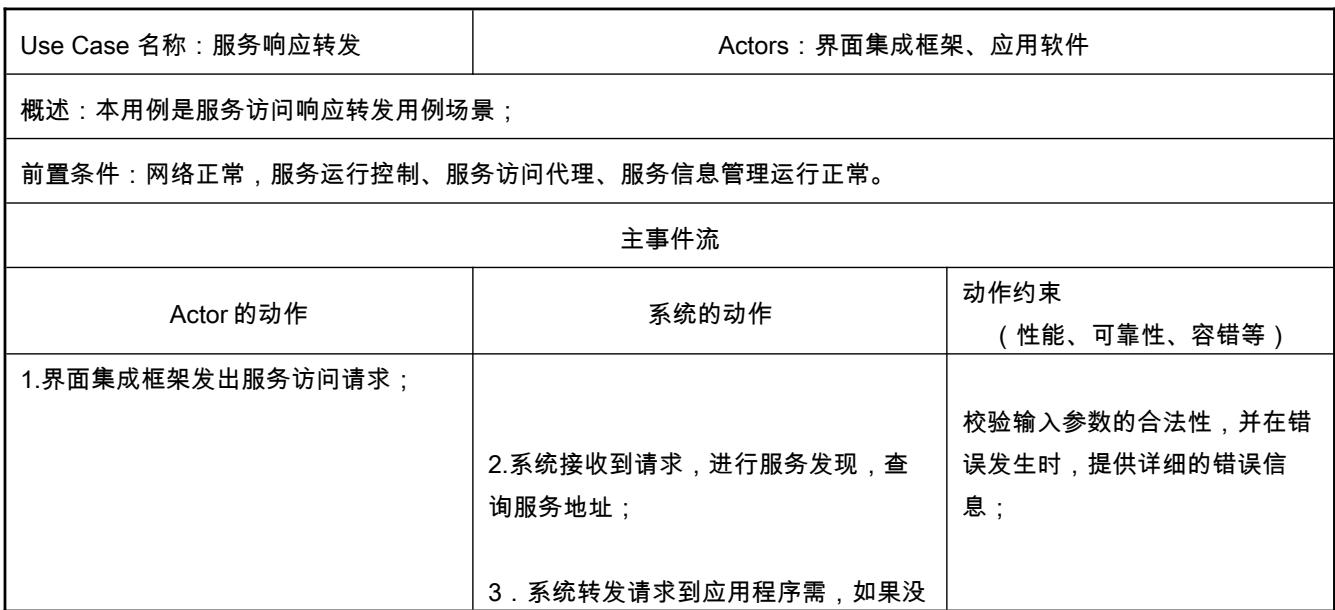 Use Case 名称：服务响应转发
Actors：界面集成框架、应用软件
概述：本用例是服务访问响应转发用例场景；
前置条件：网络正常，服务运行控制、服务访问代理、服务信息管理运行正常。
主事件流
Actor 的动作
系统的动作
动作约束
（性能、可靠性、容错等）
1.界面集成框架发出服务访问请求；
2.系统接收到请求，进行服务发现，查
询服务地址；
3．系统转发请求到应用程序需，如果没
校验输入参数的合法性，并在错
误发生时，提供详细的错误信
息；